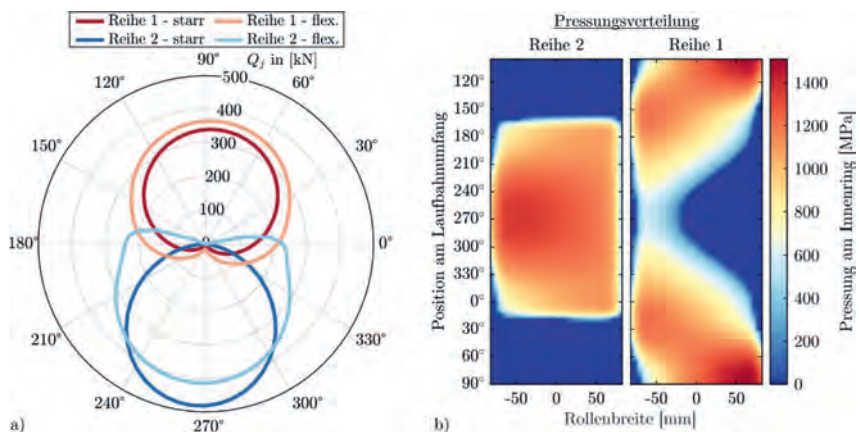 Reihe 1 - starr Reihe 1 - flex.
Reihe 2 - starr Reihe 2 - flex.
90° Q_f in [kN]
120° 500 60°
400
150° 300 30°
200
100
180° 0 0°
210° 330°
240° 300°
270°
a)
Pressungsverteilung
Reihe 2 Reihe 1
Position am Laufbahnumfang
120°
150°
180°
210°
240°
270°
300°
330°
0°
30°
60°
90°
-50 0 50 -50 0 50
Rollenbreite [mm]
1400
1200
1000
800
600
400
200
0
Pressung am Innenring [MPa]
b)